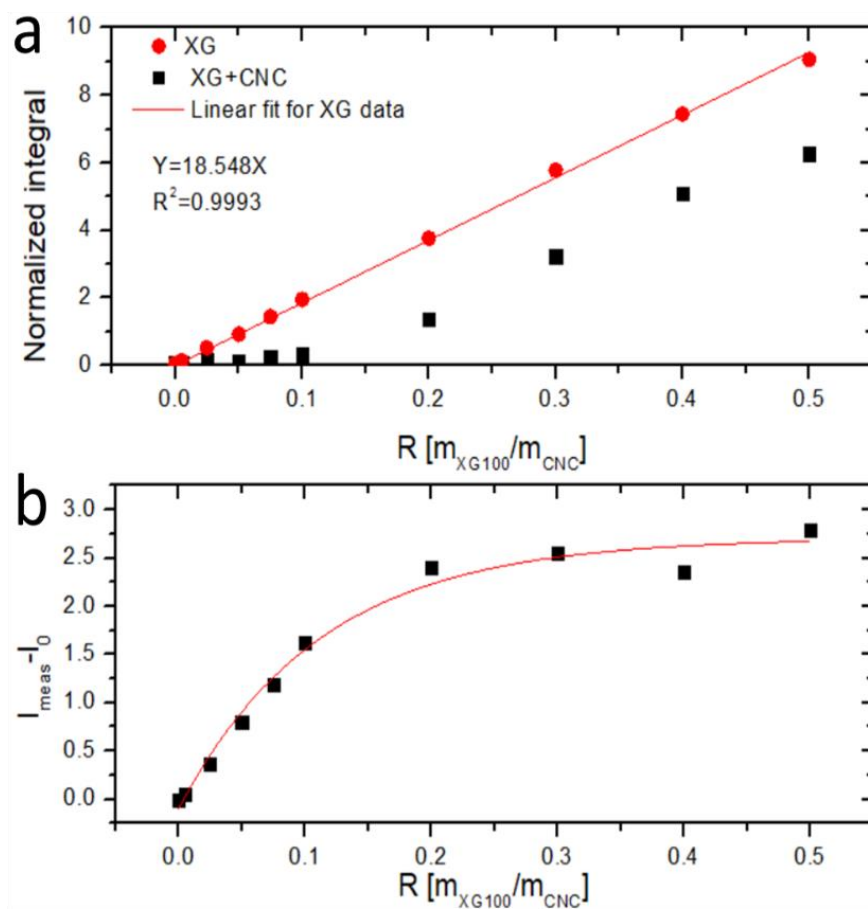 a
10
8
6
4
2
0
Normalized integral
XG
XG+CNC
Linear fit for XG data
Y=18.548X
R²=0.9993
0.0 0.1 0.2 0.3 0.4 0.5
R [m_XG100/m_CNC]
b
3.0
2.5
2.0
1.5
1.0
0.5
0.0
I_meas-I_0
0.0 0.1 0.2 0.3 0.4 0.5
R [m_XG100/m_CNC]